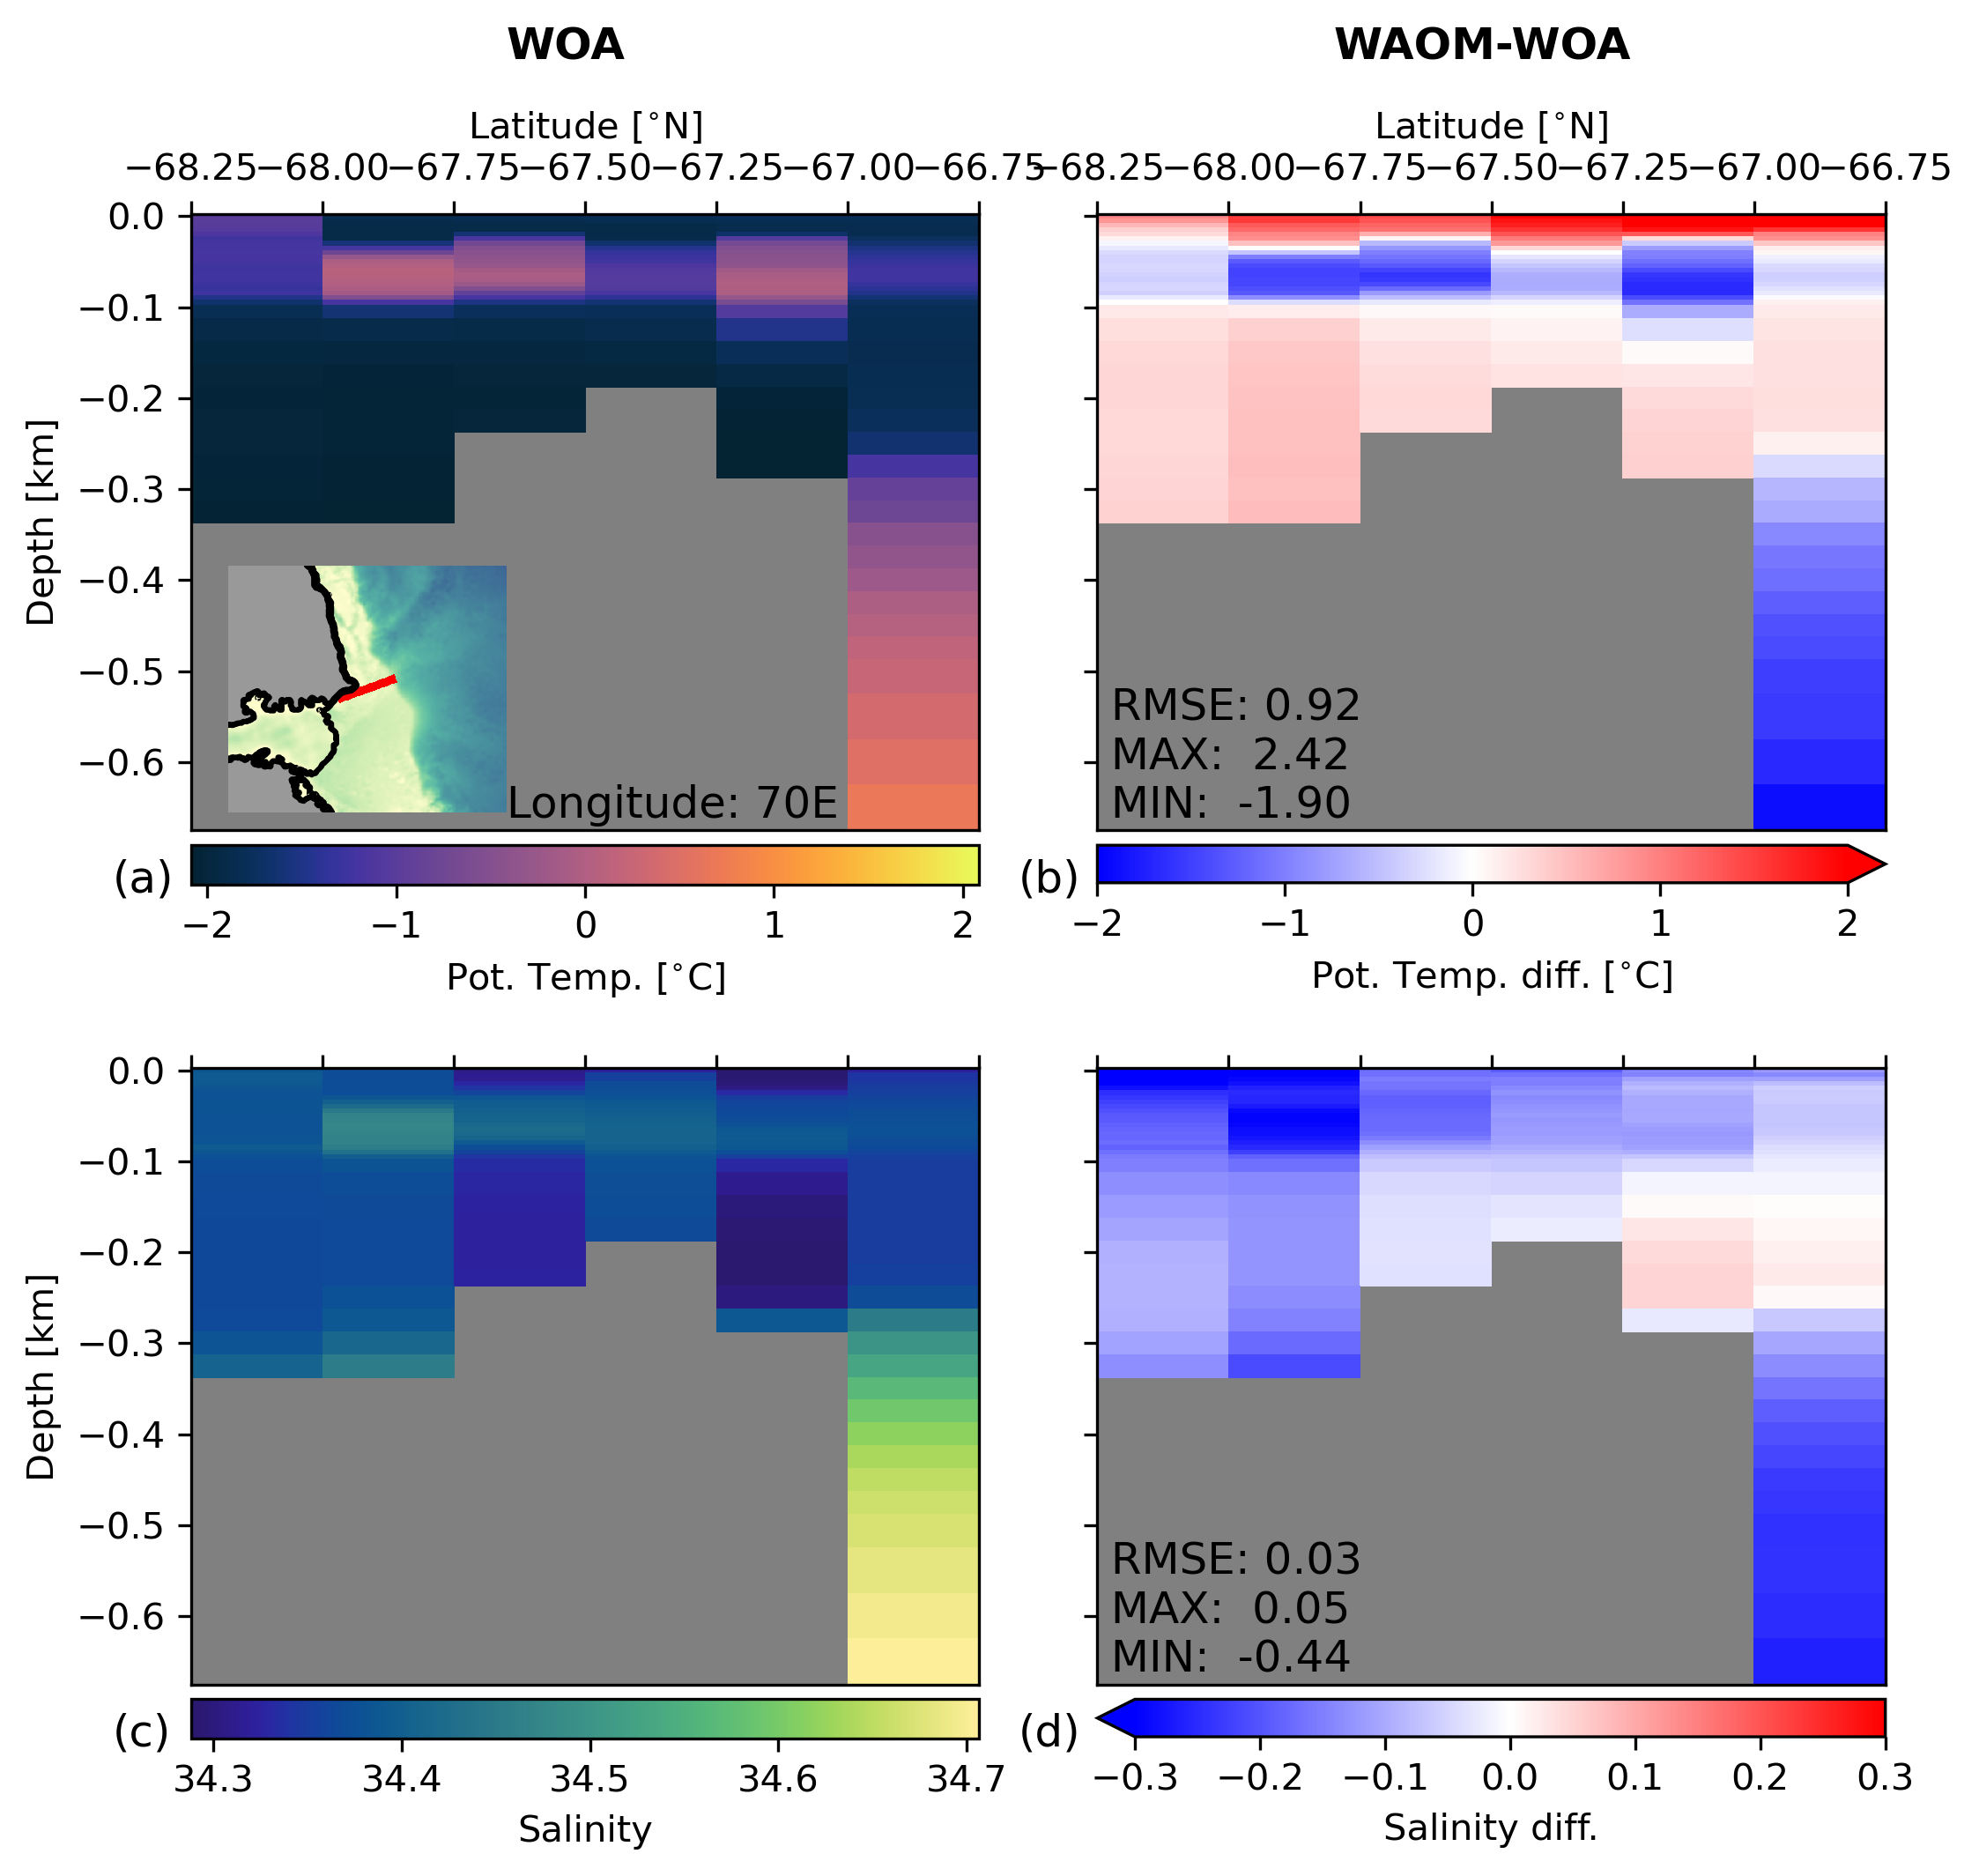 WOA
WAOM-WOA
Latitude [°N]
Latitude [°N]
−68.25 −68.00 −67.75 −67.50 −67.25 −67.00 −66.75
−68.25 −68.00 −67.75 −67.50 −67.25 −67.00 −66.75
0.0
−0.1
−0.2
−0.3
−0.4
−0.5
−0.6
Depth [km]
Longitude: 70E
RMSE: 0.92
MAX: 2.42
MIN: -1.90
(a)
−2 −1 0 1 2
Pot. Temp. [°C]
(b)
−2 −1 0 1 2
Pot. Temp. diff. [°C]
0.0
−0.1
−0.2
−0.3
−0.4
−0.5
−0.6
Depth [km]
RMSE: 0.03
MAX: 0.05
MIN: -0.44
(c)
34.3 34.4 34.5 34.6 34.7
Salinity
(d)
−0.3 −0.2 −0.1 0.0 0.1 0.2 0.3
Salinity diff.